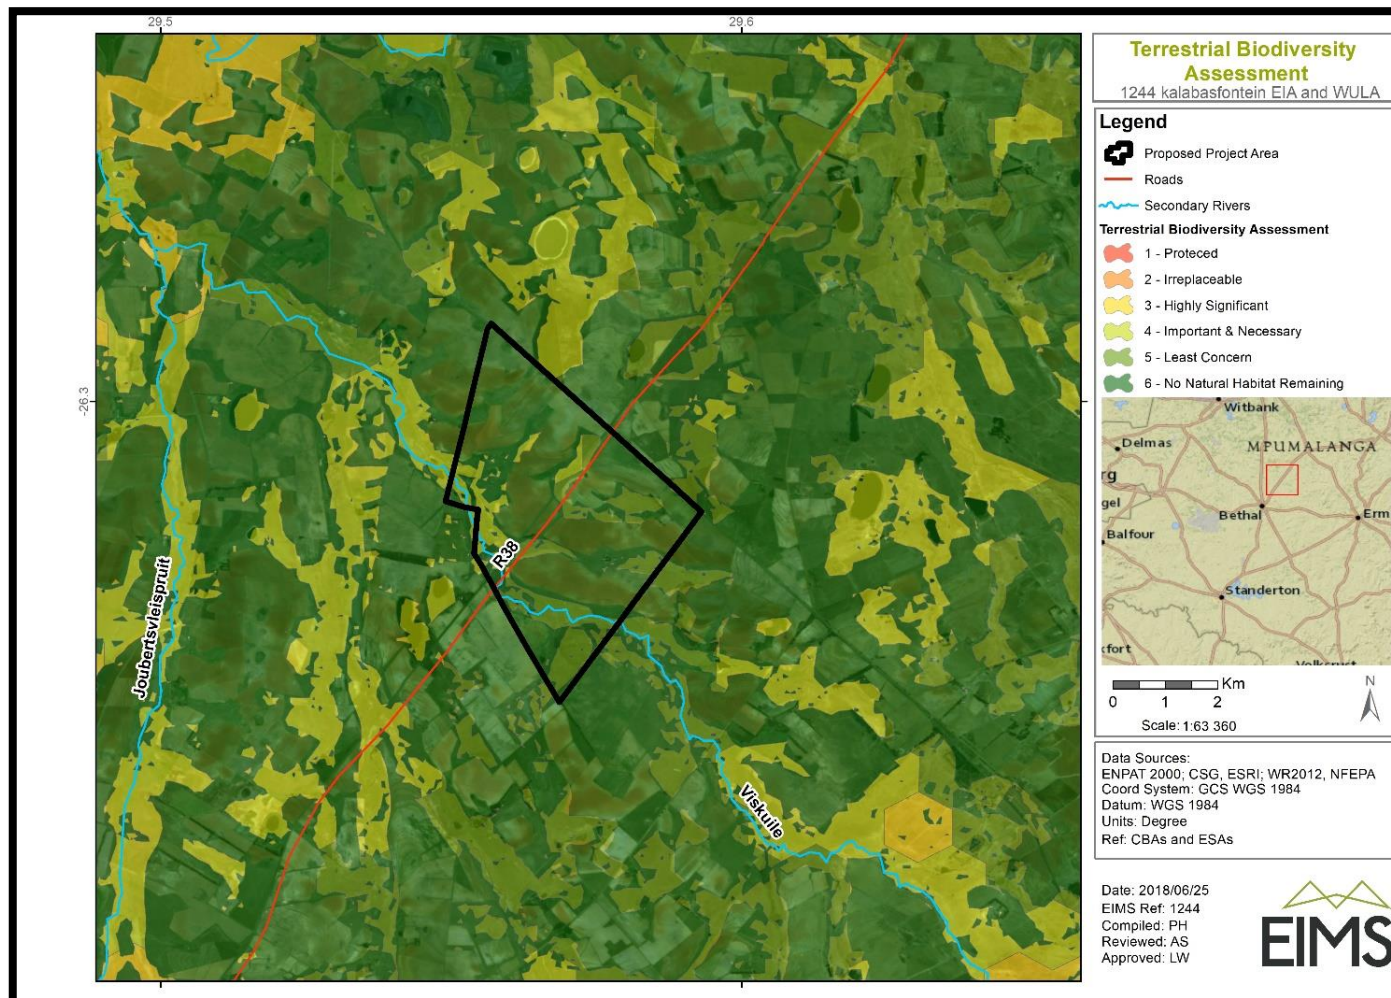 29.5
29.6
-26.3
R38
Joubertsvleispruit
Viskuile
Terrestrial Biodiversity
Assessment
1244 kalabasfontein EIA and WULA
Legend
Proposed Project Area
Roads
Secondary Rivers
Terrestrial Biodiversity Assessment
1 - Proteced
2 - Irreplaceable
3 - Highly Significant
4 - Important & Necessary
5 - Least Concern
6 - No Natural Habitat Remaining
Witbank
Delmas
MPUMALANGA
rg
gel
Bethal
Erm
Balfour
Standerton
kfort
Volksrust
Km
0 1 2
N
Scale: 1:63 360
Data Sources:
ENPAT 2000; CSG, ESRI; WR2012, NFEPA
Coord System: GCS WGS 1984
Datum: WGS 1984
Units: Degree
Ref: CBAs and ESAs
Date: 2018/06/25
EIMS Ref: 1244
Compiled: PH
Reviewed: AS
Approved: LW
EIMS